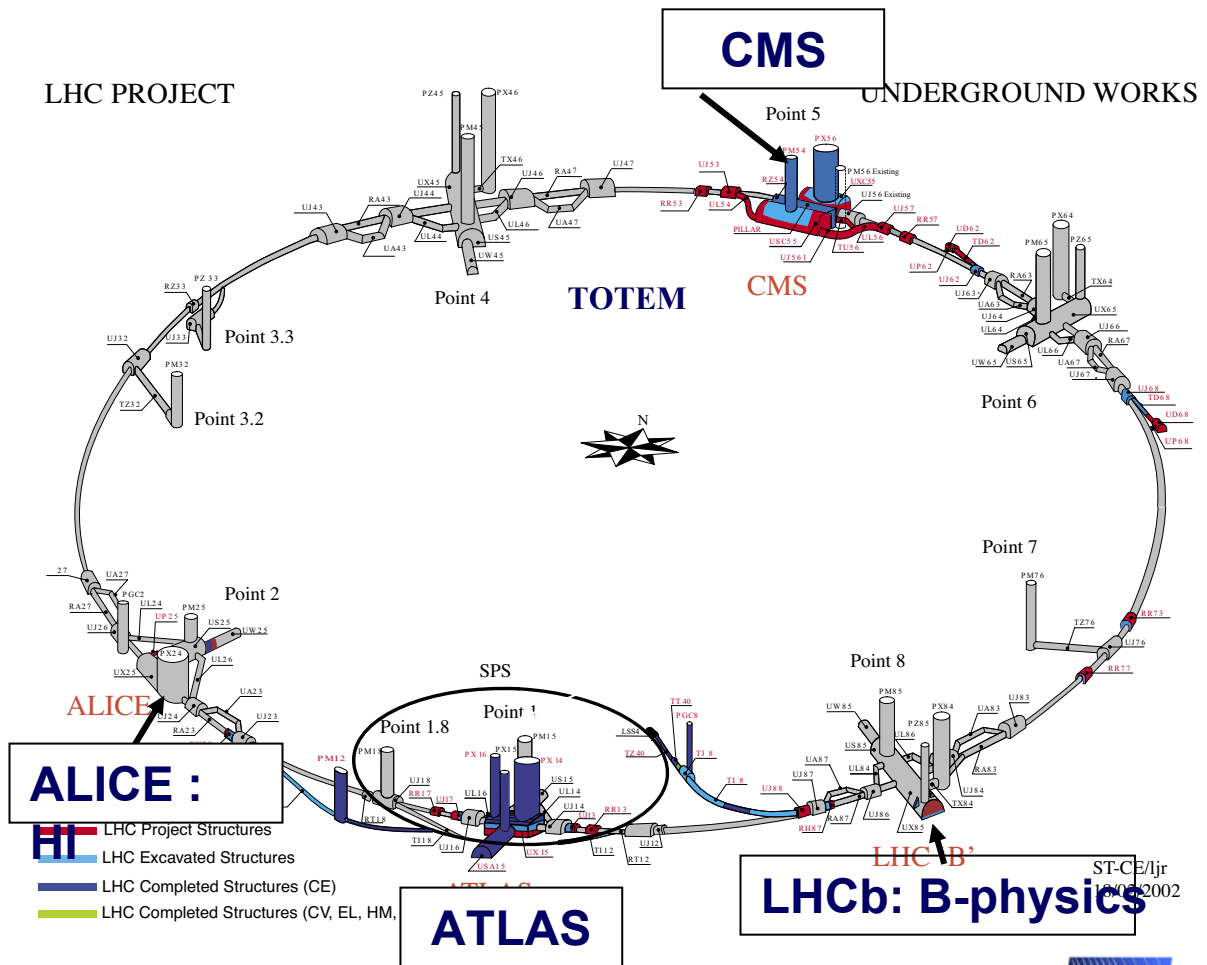 CMS
LHC PROJECT
UNDERGROUND WORKS
Point 5
PZ45
PX46
PM45
TX46
UX45
UJ46
RA47
UJ47
UJ44
RA43
UJ43
UA43
UL44
UL46
UA47
US45
UW45
Point 4
PM54
PX56
PM56 Existing
UXC55
UJ56 Existing
UJ53
RZ54
RR53
UL54
PILLAR
USC55
UJ561
TU56
UL56
UJ57
RR57
CMS
TOTEM
UD62
TD62
UP62
UJ62
PX64
PM65
PZ65
RA63
TX64
UJ63
UA63
UJ64
UL64
UX65
UJ66
RA67
UL66
UA67
UJ67
UW65
US65
Point 6
UJ68
TD68
UD68
UP68
PZ 33
RZ33
UJ33
Point 3.3
UJ32
PM32
TZ32
Point 3.2
N
Point 7
PM76
TZ76
RR73
UJ76
RR77
27
UA27
PGC2
RA27
UL24
PM25
Point 2
UP25
US25
UJ26
UW25
PX24
UX25
UL26
ALICE
UJ24
UA23
RA23
UJ23
SPS
Point 1.8
Point 1
PM15
PX16
PX15
PX14
PMI2
UJ18
RR17
UJ17
UL16
US15
UL14
UJ14
UJ13
RR13
RT18
TI18
UJ16
USA15
UX15
TI12
RT12
UJ12
TT40
PGC8
LSS4
TZ40
TJ8
TI8
UJ88
UJ87
UA87
RH87
RA87
UJ86
UL84
Point 8
PM85
UW85
PZ85
PX84
US85
UL86
UA83
UJ83
RA83
UJ84
TX84
UX85
LHC 'B'
ALICE :
HI
LHC Project Structures
LHC Excavated Structures
LHC Completed Structures (CE)
LHC Completed Structures (CV, EL, HM,
ATLAS
LHCb: B-physics
ST-CE/ljr